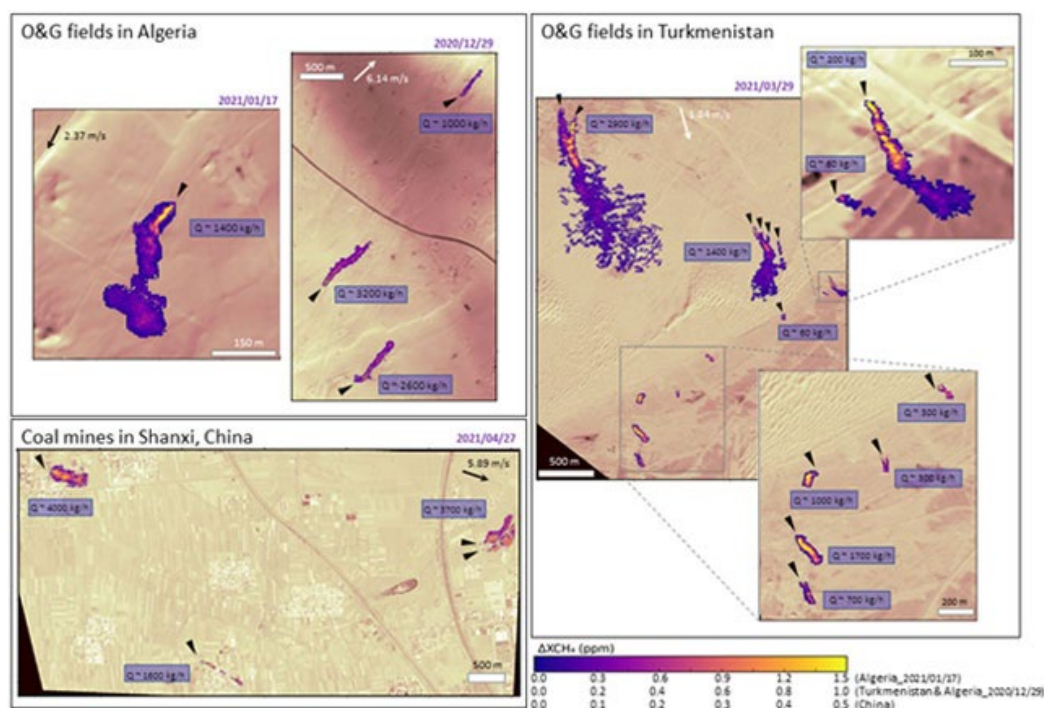 O&G fields in Algeria
2020/12/29
500 m
6.14 m/s
Q ~ 1000 kg/h
2021/01/17
2.37 m/s
Q ~ 1400 kg/h
150 m
Q ~ 3200 kg/h
Q ~ 2600 kg/h
O&G fields in Turkmenistan
2021/03/29
Q ~ 200 kg/h
100 m
Q ~ 2900 kg/h
m/s
Q ~ 60 kg/h
Q ~ 1400 kg/h
Q ~ 60 kg/h
500 m
Q ~ 300 kg/h
Q ~ 300 kg/h
Q ~ 1000 kg/h
Q ~ 1700 kg/h
Q ~ 700 kg/h
200 m
Coal mines in Shanxi, China
2021/04/27
5.89 m/s
Q ~ 4000 kg/h
Q ~ 3700 kg/h
Q ~ 1600 kg/h
500 m
ΔXCH₄ (ppm)
0.0 0.3 0.6 0.9 1.2 1.5 (Algeria_2021/01/17)
0.0 0.2 0.4 0.6 0.8 1.0 (Turkmenistan & Algeria_2020/12/29)
0.0 0.1 0.2 0.3 0.4 0.5 (China)